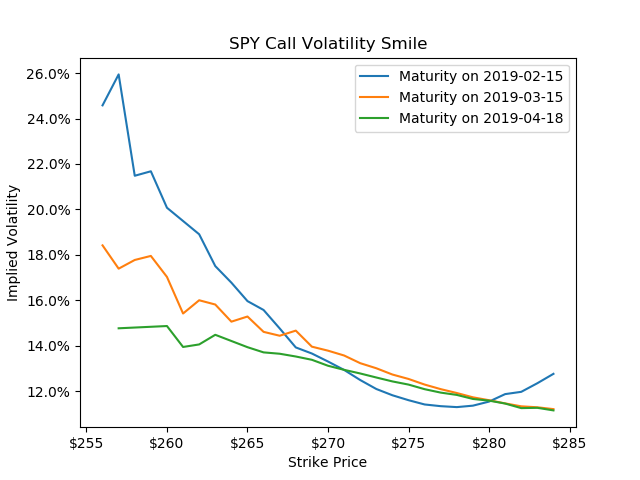 SPY Call Volatility Smile
Maturity on 2019-02-15
Maturity on 2019-03-15
Maturity on 2019-04-18
Implied Volatility
26.0%
24.0%
22.0%
20.0%
18.0%
16.0%
14.0%
12.0%
$255
$260
$265
$270
$275
$280
$285
Strike Price